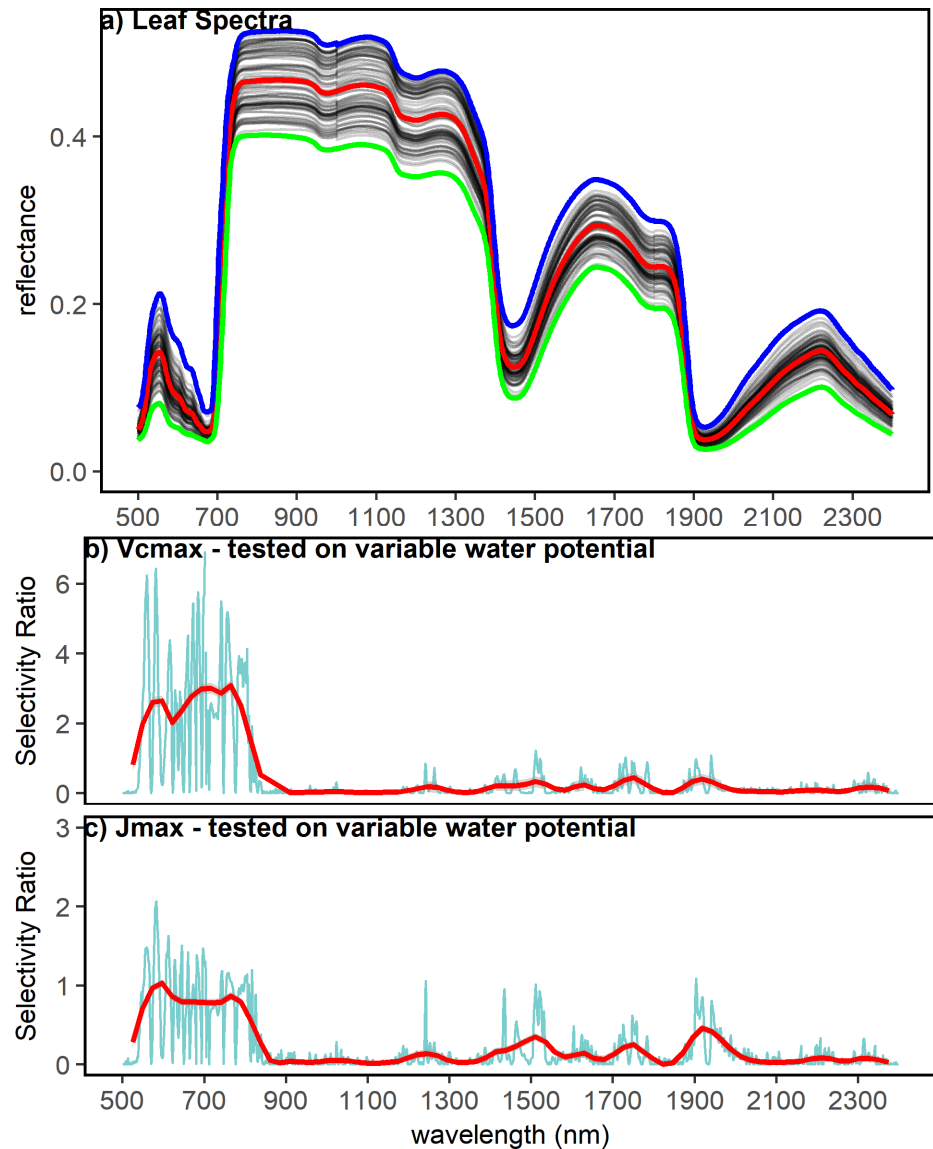 a) Leaf Spectra
0.4
0.2
0.0
reflectance
500 700 900 1100 1300 1500 1700 1900 2100 2300
b) Vcmax - tested on variable water potential
6
4
2
0
Selectivity Ratio
c) Jmax - tested on variable water potential
3
2
1
0
Selectivity Ratio
500 700 900 1100 1300 1500 1700 1900 2100 2300
wavelength (nm)